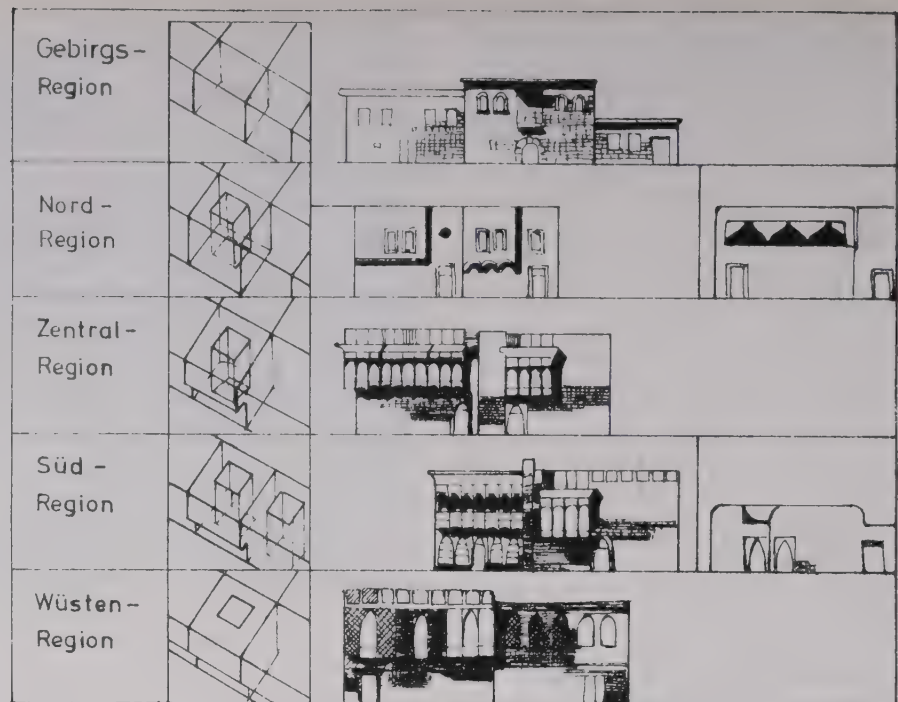 Gebirgs-
Region
Nord-
Region
Zentral-
Region
Süd-
Region
Wüsten-
Region